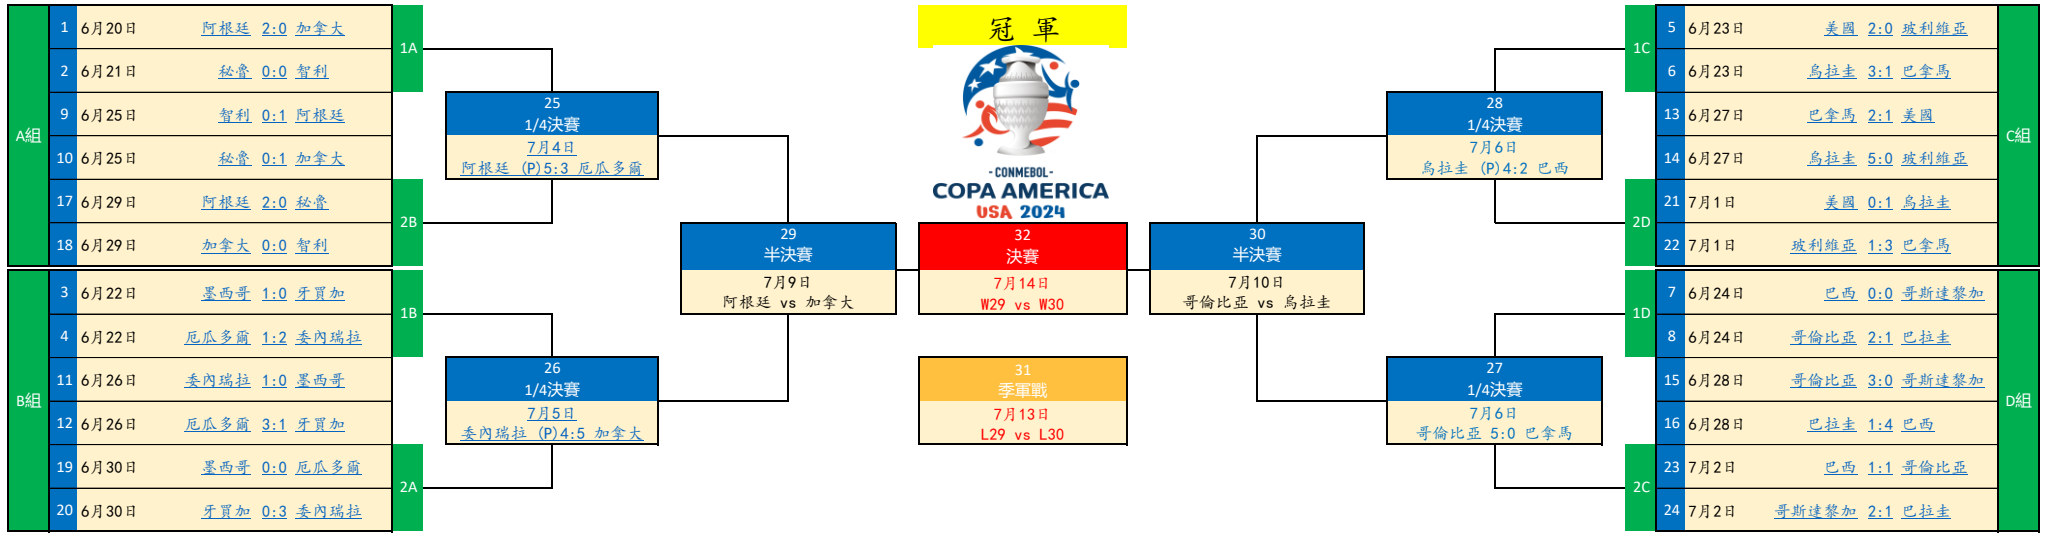 A組
1 6月20日 阿根廷 2:0 加拿大
2 6月21日 秘魯 0:0 智利
9 6月25日 智利 0:1 阿根廷
10 6月25日 秘魯 0:1 加拿大
17 6月29日 阿根廷 2:0 秘魯
18 6月29日 加拿大 0:0 智利
1A
2B
B組
3 6月22日 墨西哥 1:0 牙買加
4 6月22日 厄瓜多爾 1:2 委內瑞拉
11 6月26日 委內瑞拉 1:0 墨西哥
12 6月26日 厄瓜多爾 3:1 牙買加
19 6月30日 墨西哥 0:0 厄瓜多爾
20 6月30日 牙買加 0:3 委內瑞拉
1B
2A
25
1/4決賽
7月4日
阿根廷 (P)5:3 厄瓜多爾
26
1/4決賽
7月5日
委內瑞拉 (P)4:5 加拿大
29
半決賽
7月9日
阿根廷 vs 加拿大
冠 軍
- CONMEBOL -
COPA AMERICA
USA 2024
32
決賽
7月14日
W29 vs W30
31
季軍戰
7月13日
L29 vs L30
30
半決賽
7月10日
哥倫比亞 vs 烏拉圭
28
1/4決賽
7月6日
烏拉圭 (P)4:2 巴西
27
1/4決賽
7月6日
哥倫比亞 5:0 巴拿馬
1C
2D
5 6月23日 美國 2:0 玻利維亞
6 6月23日 烏拉圭 3:1 巴拿馬
13 6月27日 巴拿馬 2:1 美國
14 6月27日 烏拉圭 5:0 玻利維亞
21 7月1日 美國 0:1 烏拉圭
22 7月1日 玻利維亞 1:3 巴拿馬
C組
1D
2C
7 6月24日 巴西 0:0 哥斯達黎加
8 6月24日 哥倫比亞 2:1 巴拉圭
15 6月28日 哥倫比亞 3:0 哥斯達黎加
16 6月28日 巴拉圭 1:4 巴西
23 7月2日 巴西 1:1 哥倫比亞
24 7月2日 哥斯達黎加 2:1 巴拉圭
D組